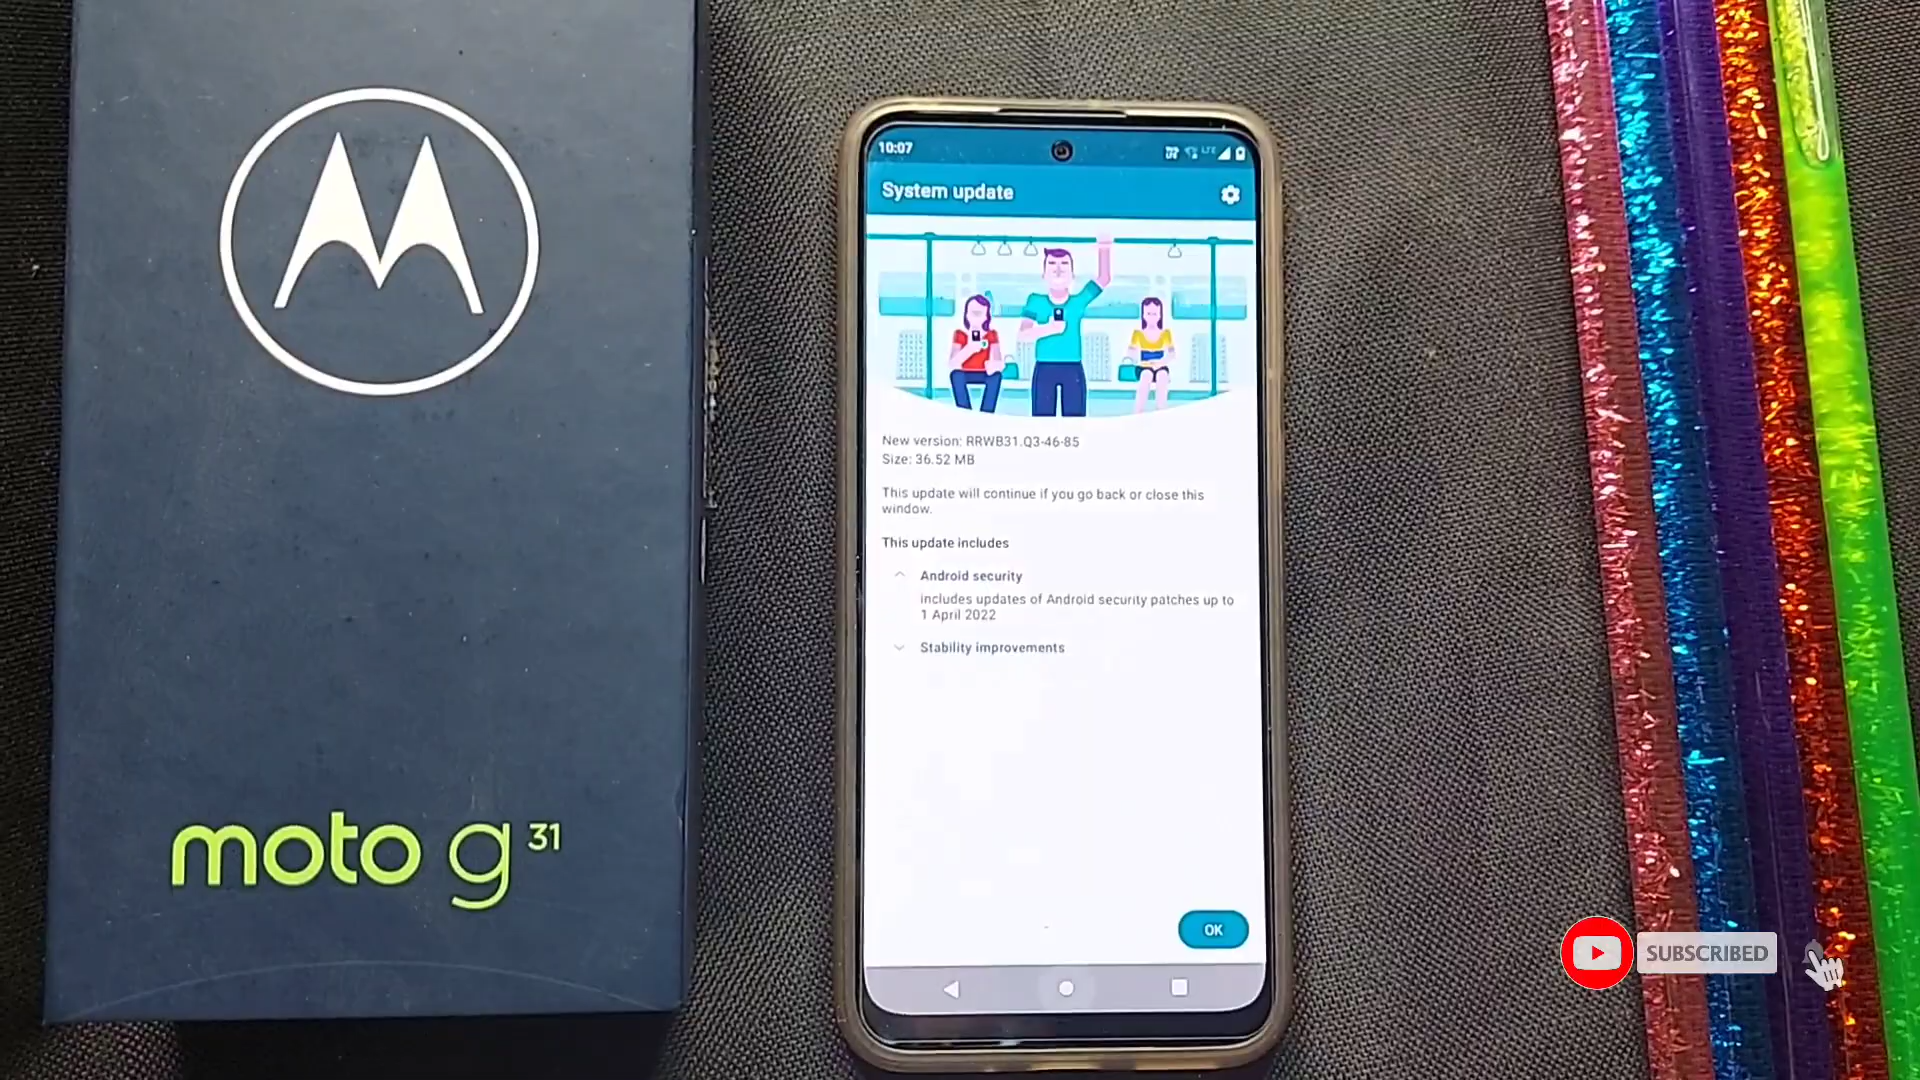 moto g 31
10:07
System update
New version: RRWB31.Q3-46-85
Size: 36.52 MB
This update will continue if you go back or close this
window.
This update includes
Android security
includes updates of Android security patches up to
1 April 2022
Stability improvements
OK
SUBSCRIBED